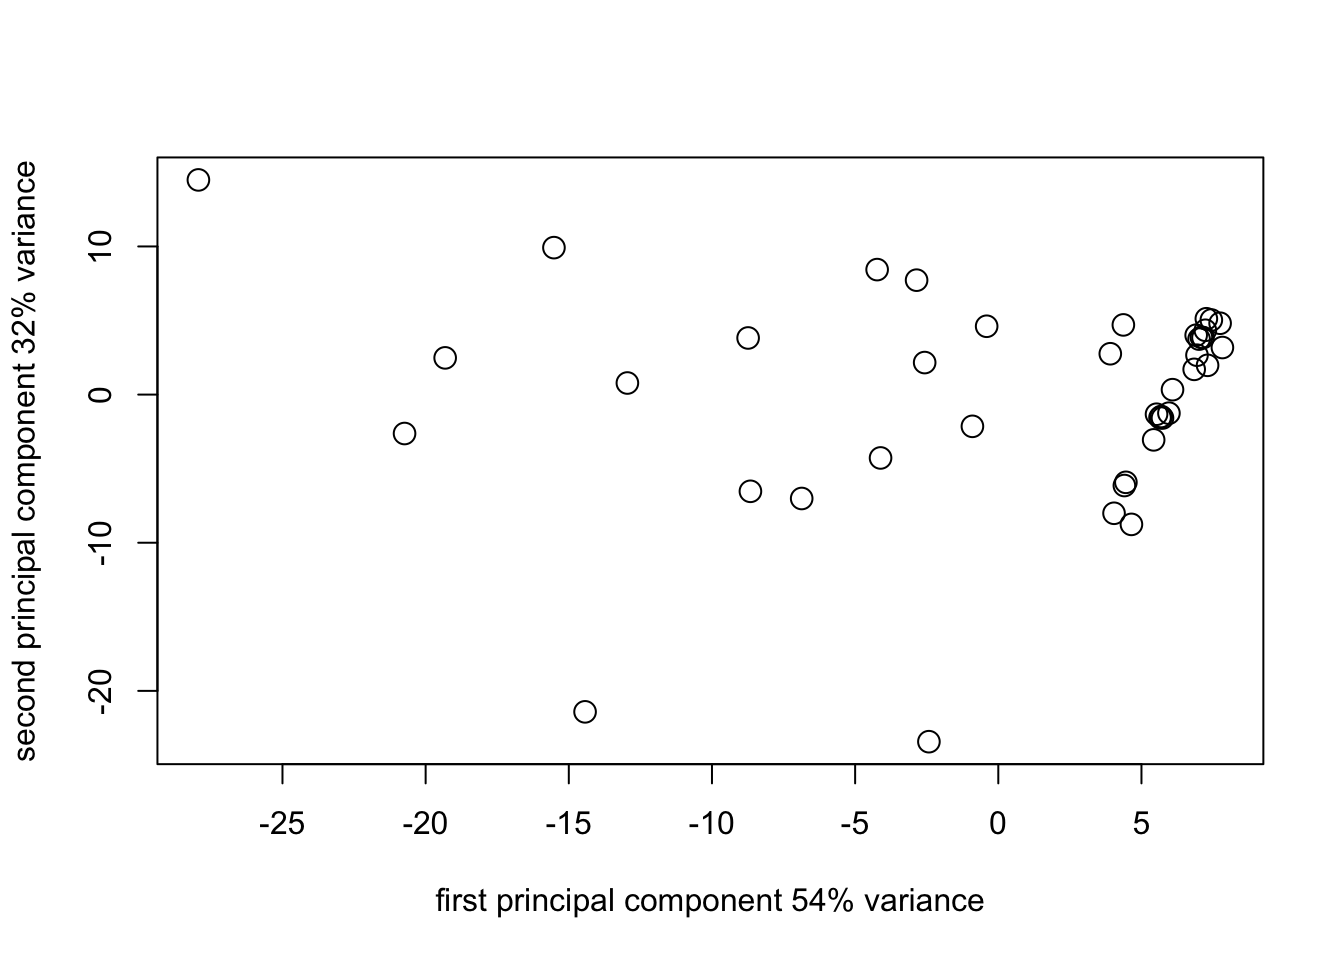 second principal component 32% variance
10
0
-10
-20
-25 -20 -15 -10 -5 0 5
first principal component 54% variance